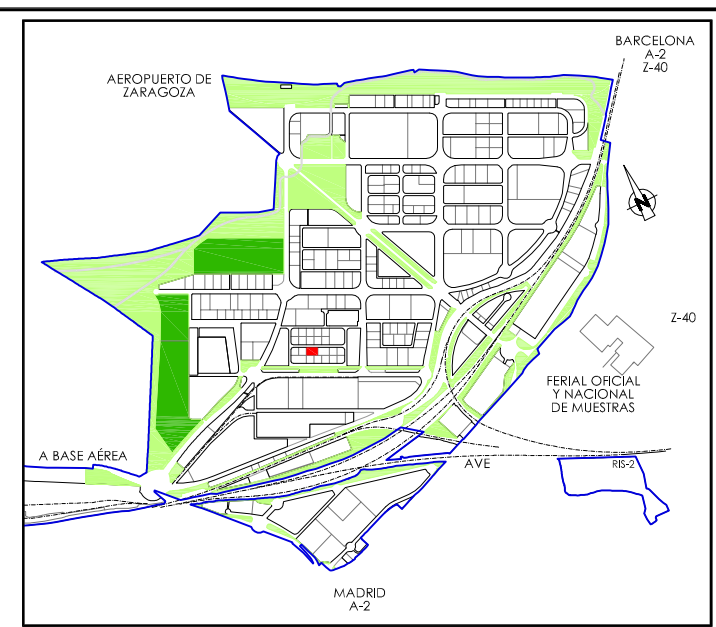 BARCELONA
A-2
Z-40
AEROPUERTO DE
ZARAGOZA
N
Z-40
FERIAL OFICIAL
Y NACIONAL
DE MUESTRAS
A BASE AÉREA
AVE
RIS-2
MADRID
A-2